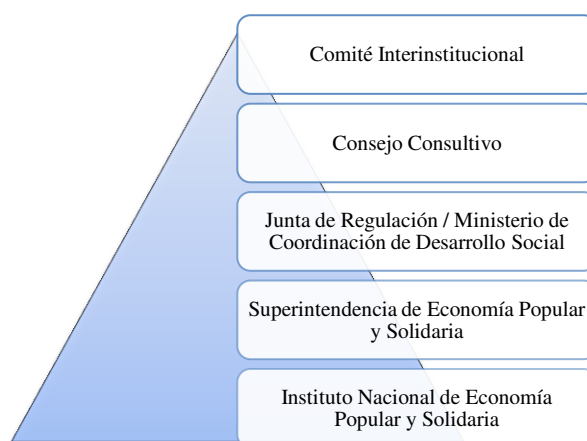 Comité Interinstitucional
Consejo Consultivo
Junta de Regulación / Ministerio de
Coordinación de Desarrollo Social
Superintendencia de Economía Popular
y Solidaria
Instituto Nacional de Economía
Popular y Solidaria